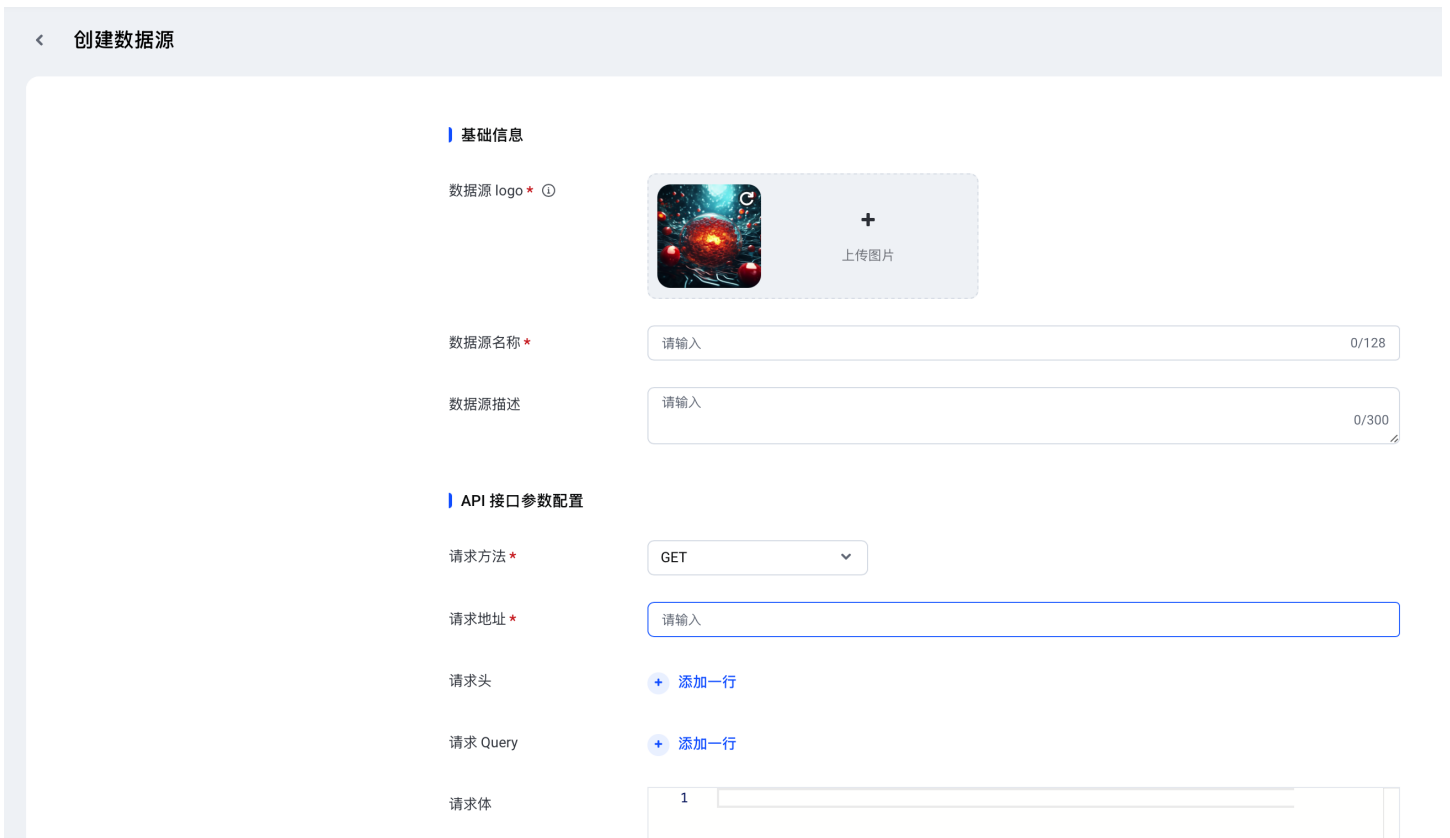 创建数据源
基础信息
数据源 logo *
上传图片
数据源名称 *
请输入
0/128
数据源描述
请输入
0/300
API 接口参数配置
请求方法 *
GET
请求地址 *
请输入
请求头
+ 添加一行
请求 Query
+ 添加一行
请求体
1